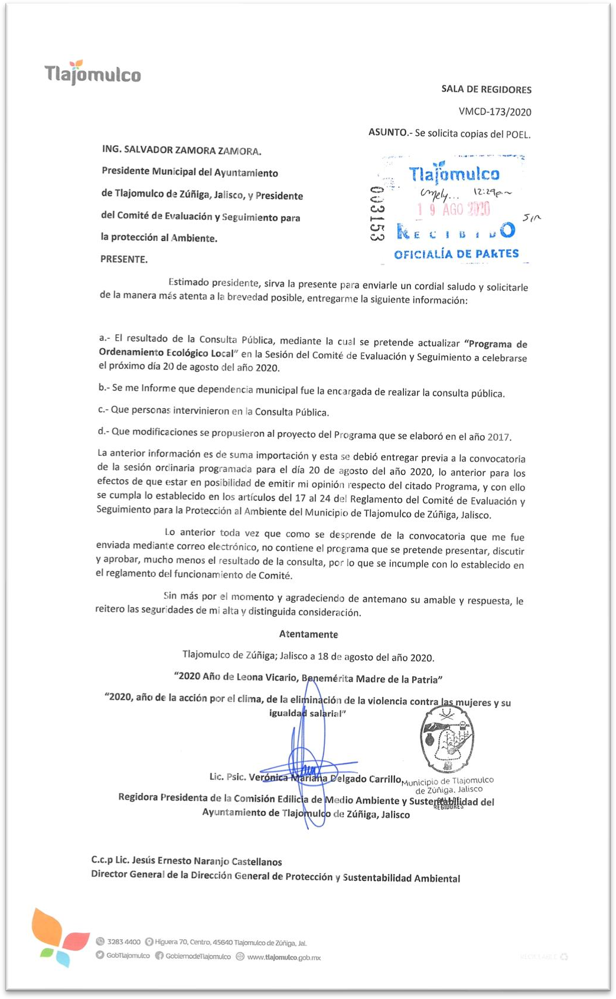 Tlajomulco
SALA DE REGIDORES
VMCD-173/2020
ASUNTO.- Se solicita copias del POEL.
ING. SALVADOR ZAMORA ZAMORA.
Presidente Municipal del Ayuntamiento
de Tlajomulco de Zúñiga, Jalisco, y Presidente
del Comité de Evaluación y Seguimiento para
la protección al Ambiente.
PRESENTE.
Tlajomulco
12:29pm
19 AGO 2020
003153
RECIBIDO
OFICIALÍA DE PARTES
Estimado presidente, sirva la presente para enviarle un cordial saludo y solicitarle
de la manera más atenta a la brevedad posible, entregarme la siguiente información:
a.- El resultado de la Consulta Pública, mediante la cual se pretende actualizar “Programa de
Ordenamiento Ecológico Local” en la Sesión del Comité de Evaluación y Seguimiento a celebrarse
el próximo día 20 de agosto del año 2020.
b.- Se me Informe que dependencia municipal fue la encargada de realizar la consulta pública.
c.- Que personas intervinieron en la Consulta Pública.
d.- Que modificaciones se propusieron al proyecto del Programa que se elaboró en el año 2017.
La anterior información es de suma importación y esta se debió entregar previa a la convocatoria
de la sesión ordinaria programada para el día 20 de agosto del año 2020, lo anterior para los
efectos de que estar en posibilidad de emitir mi opinión respecto del citado Programa, y con ello
se cumpla lo establecido en los artículos del 17 al 24 del Reglamento del Comité de Evaluación y
Seguimiento para la Protección al Ambiente del Municipio de Tlajomulco de Zúñiga, Jalisco.
Lo anterior toda vez que como se desprende de la convocatoria que me fue
enviada mediante correo electrónico, no contiene el programa que se pretende presentar, discutir
y aprobar, mucho menos el resultado de la consulta, por lo que se incumple con lo establecido en
el reglamento del funcionamiento de Comité.
Sin más por el momento y agradeciendo de antemano su amable y respuesta, le
reitero las seguridades de mi alta y distinguida consideración.
Atentamente
Tlajomulco de Zúñiga; Jalisco a 18 de agosto del año 2020.
“2020 Año de Leona Vicario, Benemérita Madre de la Patria”
“2020, año de la acción por el clima, de la eliminación de la violencia contra las mujeres y su
igualdad salarial”
Lic. Psic. Verónica Mariana Delgado Carrillo.
Municipio de Tlajomulco
de Zúñiga, Jalisco
SALA DE
REGIDORES
Regidora Presidenta de la Comisión Edilicia de Medio Ambiente y Sustentabilidad del
Ayuntamiento de Tlajomulco de Zúñiga, Jalisco
C.c.p Lic. Jesús Ernesto Naranjo Castellanos
Director General de la Dirección General de Protección y Sustentabilidad Ambiental
3283 4400 Higuera 70, Centro, 45640 Tlajomulco de Zúñiga, Jal.
GobTlajomulco GobiernodeTlajomulco www.tlajomulco.gob.mx
RECYCLABLE